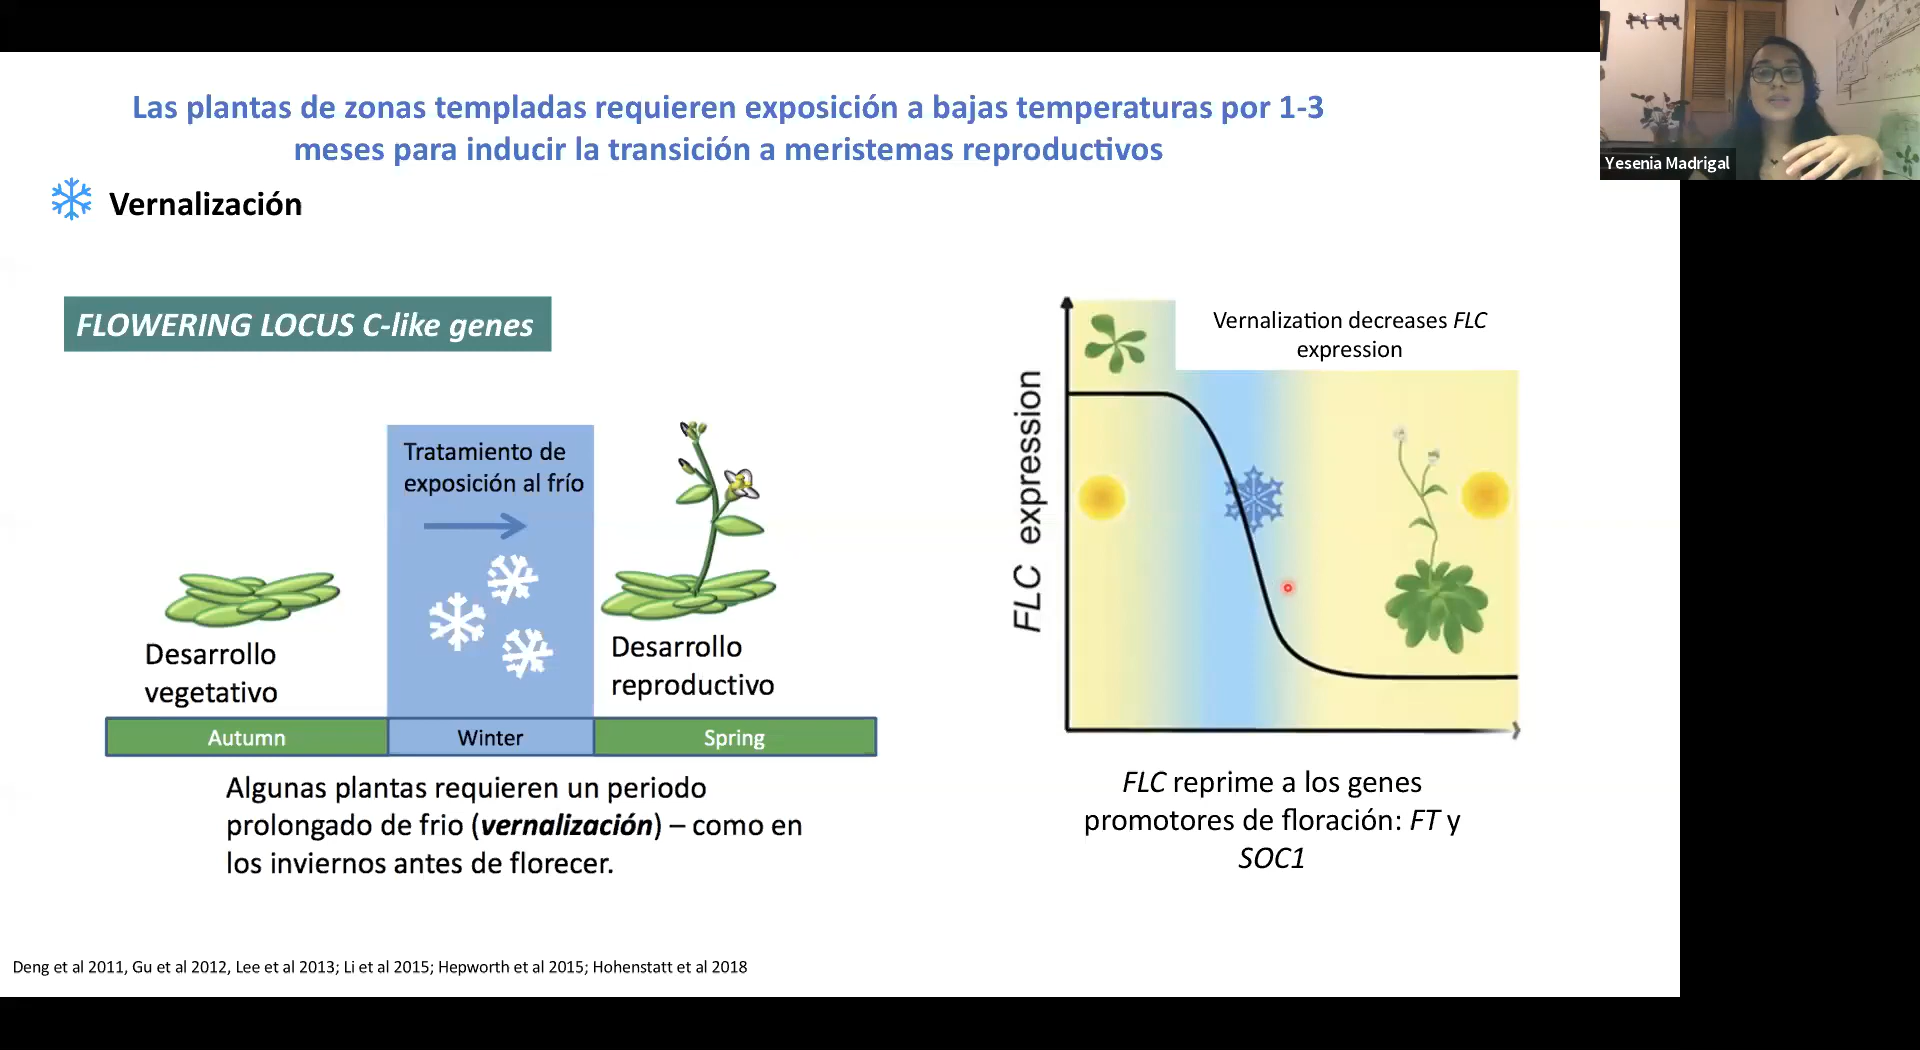 Las plantas de zonas templadas requieren exposición a bajas temperaturas por 1-3
meses para inducir la transición a meristemas reproductivos
Yesenia Madrigal
Vernalización
FLOWERING LOCUS C-like genes
Tratamiento de
exposición al frío
Desarrollo
vegetativo
Desarrollo
reproductivo
Autumn
Winter
Spring
Algunas plantas requieren un periodo
prolongado de frio (vernalización) – como en
los inviernos antes de florecer.
Vernalization decreases FLC
expression
FLC expression
FLC reprime a los genes
promotores de floración: FT y
SOC1
Deng et al 2011, Gu et al 2012, Lee et al 2013; Li et al 2015; Hepworth et al 2015; Hohenstatt et al 2018